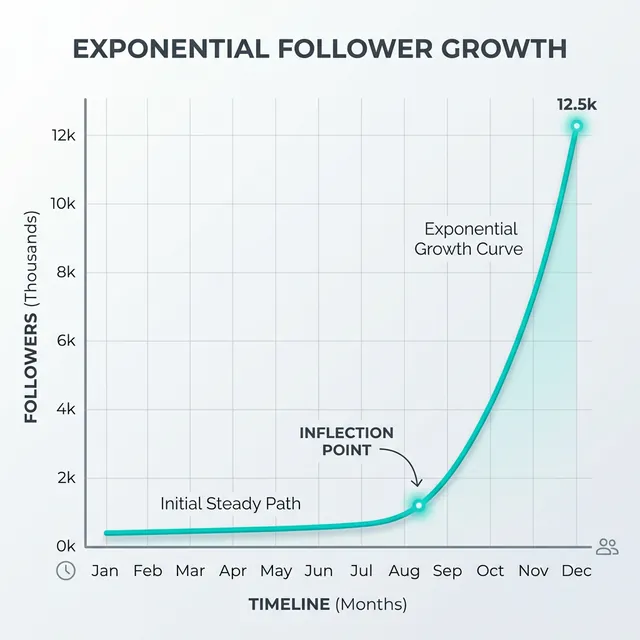 EXPONENTIAL FOLLOWER GROWTH
12.5k
12k
10k
Exponential
Growth Curve
8k
FOLLOWERS (Thousands)
6k
4k
INFLECTION
POINT
2k
Initial Steady Path
0k
Jan Feb Mar Apr May Jun Jul Aug Sep Oct Nov Dec
TIMELINE (Months)